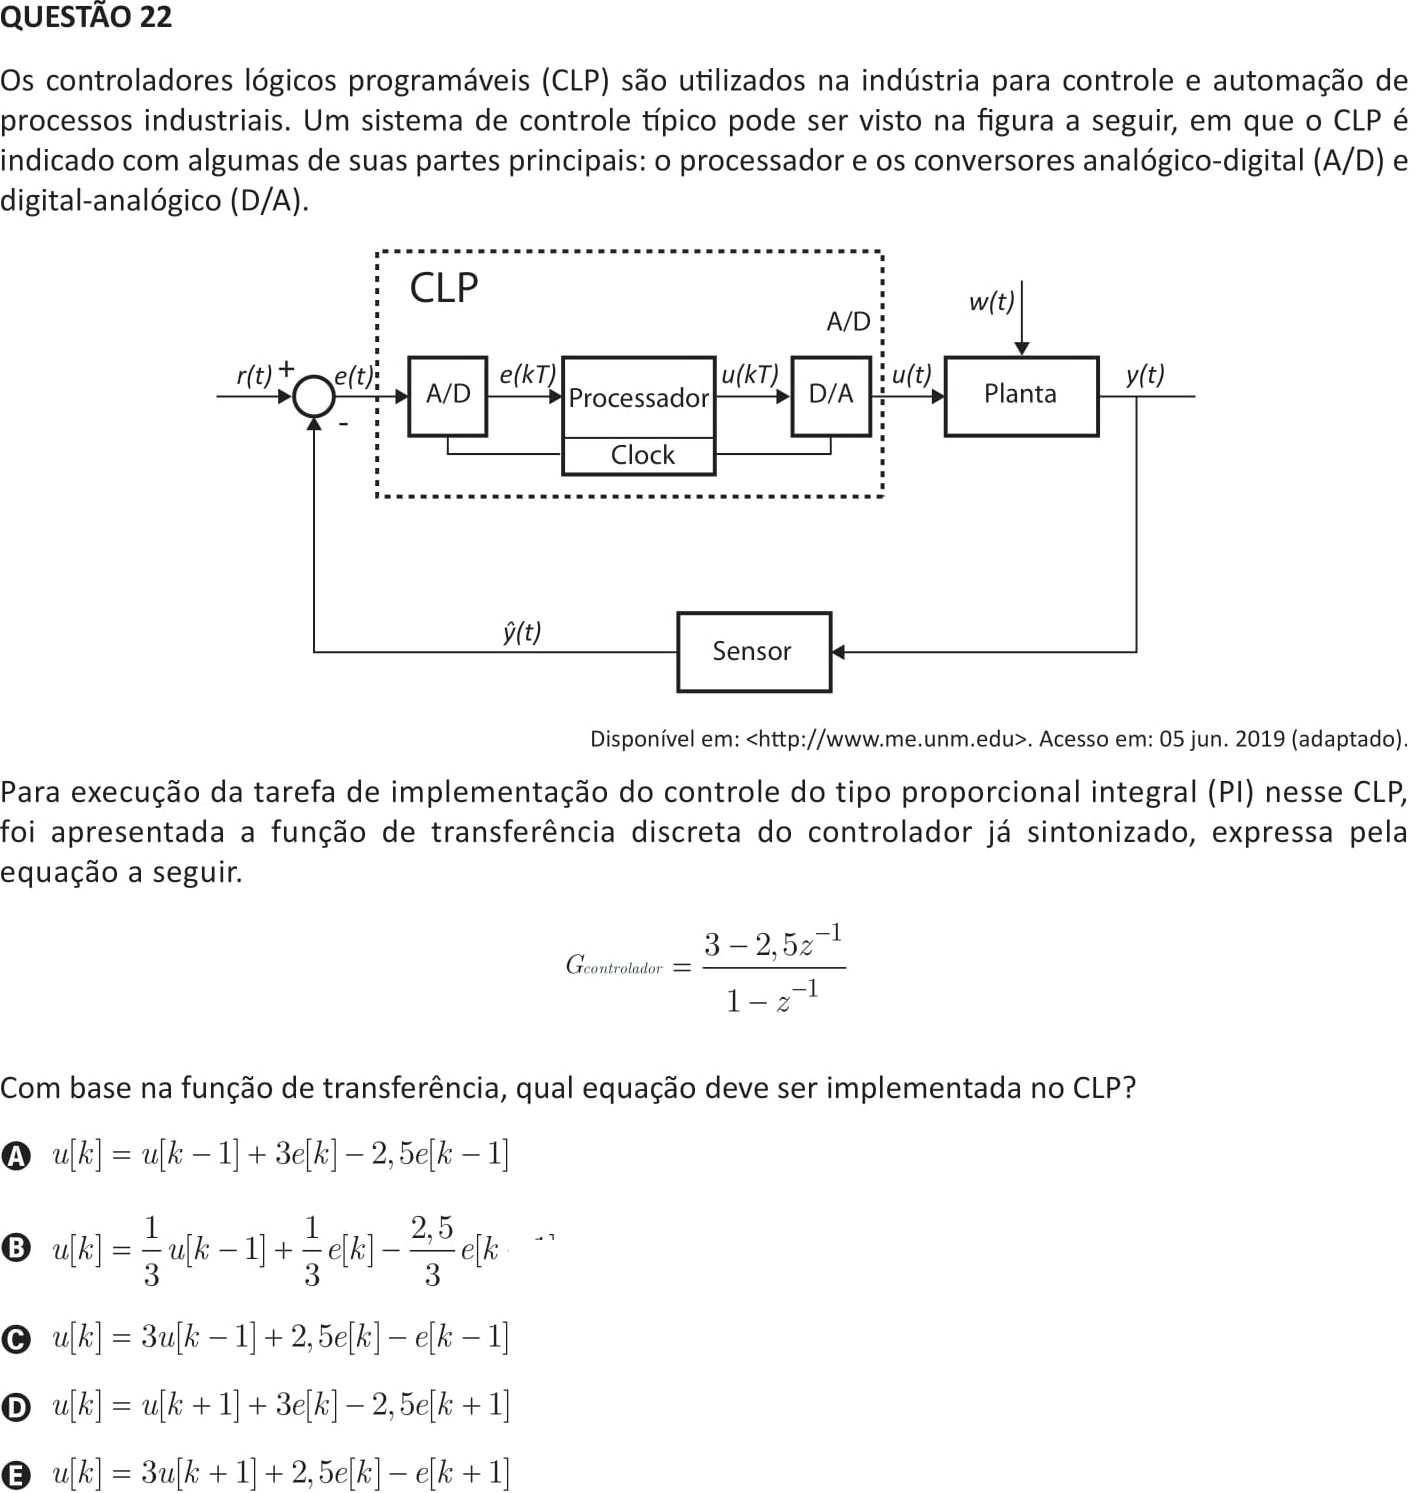 QUESTÃO 22
Os controladores lógicos programáveis (CLP) são utilizados na indústria para controle e automação de
processos industriais. Um sistema de controle típico pode ser visto na figura a seguir, em que o CLP é
indicado com algumas de suas partes principais: o processador e os conversores analógico-digital (A/D) e
digital-analógico (D/A).
CLP
A/D
w(t)
r(t) +
e(t)
A/D
e(kT)
Processador
u(kT)
D/A
u(t)
Planta
y(t)
-
Clock
ŷ(t)
Sensor
Disponível em: <http://www.me.unm.edu>. Acesso em: 05 jun. 2019 (adaptado).
Para execução da tarefa de implementação do controle do tipo proporcional integral (PI) nesse CLP,
foi apresentada a função de transferência discreta do controlador já sintonizado, expressa pela
equação a seguir.
G_{controlador} = \frac{3 - 2,5z^{-1}}{1 - z^{-1}}
Com base na função de transferência, qual equação deve ser implementada no CLP?
A u[k] = u[k − 1] + 3e[k] − 2,5e[k − 1]
B u[k] = \frac{1}{3}u[k − 1] + \frac{1}{3}e[k] − \frac{2,5}{3}e[k
C u[k] = 3u[k − 1] + 2,5e[k] − e[k − 1]
D u[k] = u[k + 1] + 3e[k] − 2,5e[k + 1]
E u[k] = 3u[k + 1] + 2,5e[k] − e[k + 1]